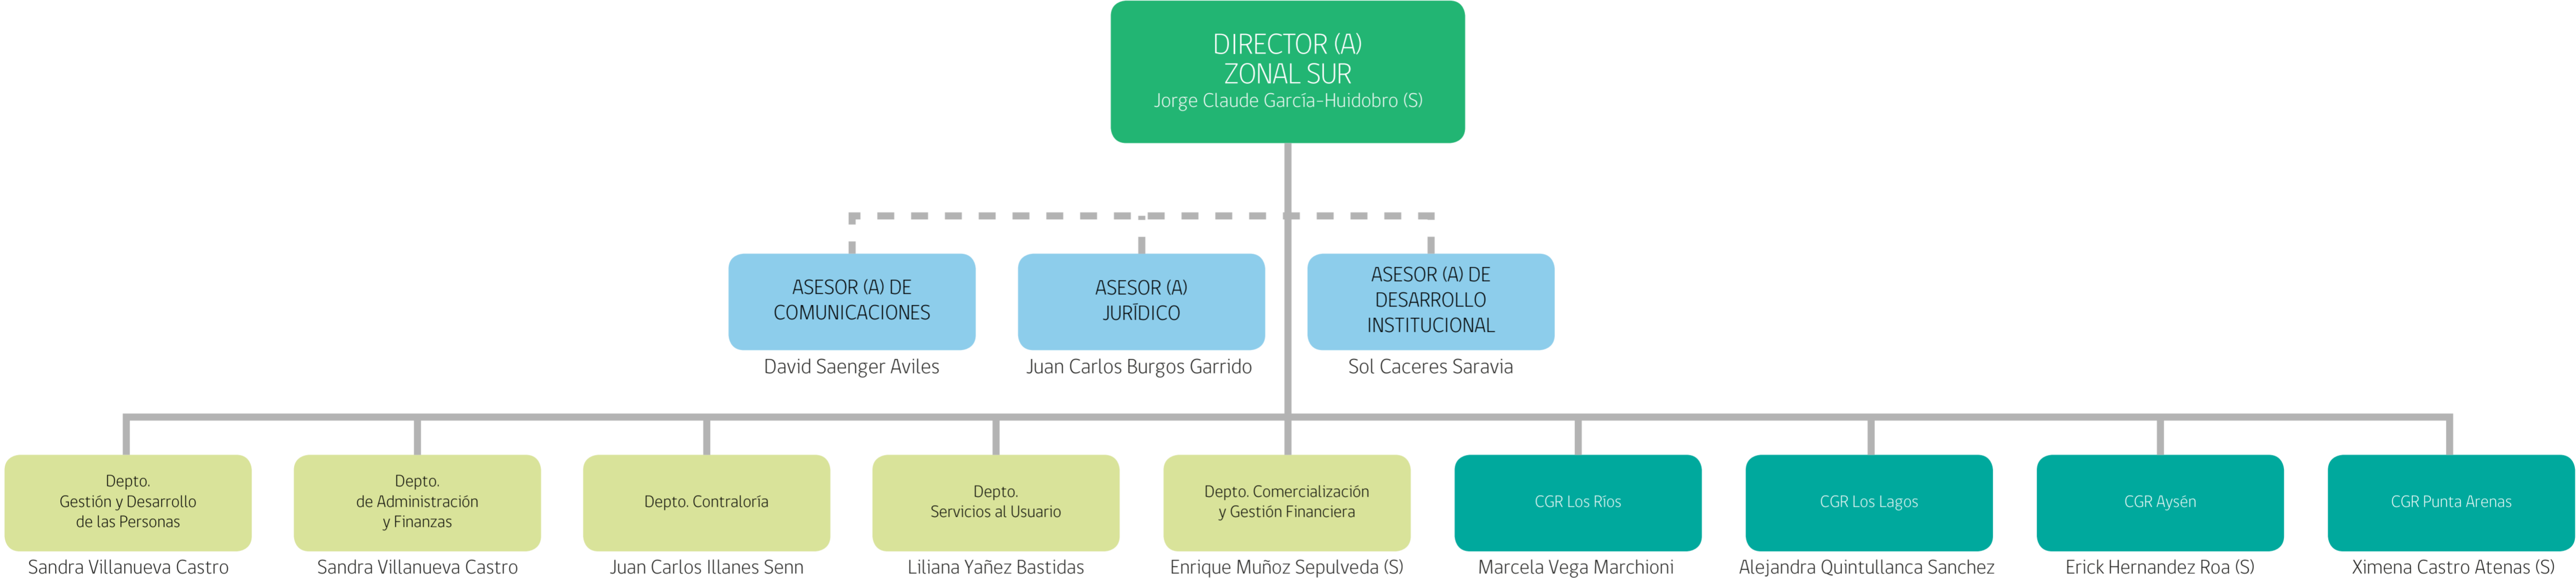 DIRECTOR (A)
ZONAL SUR
Jorge Claude García-Huidobro (S)
ASESOR (A) DE
COMUNICACIONES
David Saenger Aviles
ASESOR (A)
JURÍDICO
Juan Carlos Burgos Garrido
ASESOR (A) DE
DESARROLLO
INSTITUCIONAL
Sol Caceres Saravia
Depto.
Gestión y Desarrollo
de las Personas
Sandra Villanueva Castro
Depto.
de Administración
y Finanzas
Sandra Villanueva Castro
Depto. Contraloría
Juan Carlos Illanes Senn
Depto.
Servicios al Usuario
Liliana Yañez Bastidas
Depto. Comercialización
y Gestión Financiera
Enrique Muñoz Sepulveda (S)
CGR Los Ríos
Marcela Vega Marchioni
CGR Los Lagos
Alejandra Quintullanca Sanchez
CGR Aysén
Erick Hernandez Roa (S)
CGR Punta Arenas
Ximena Castro Atenas (S)